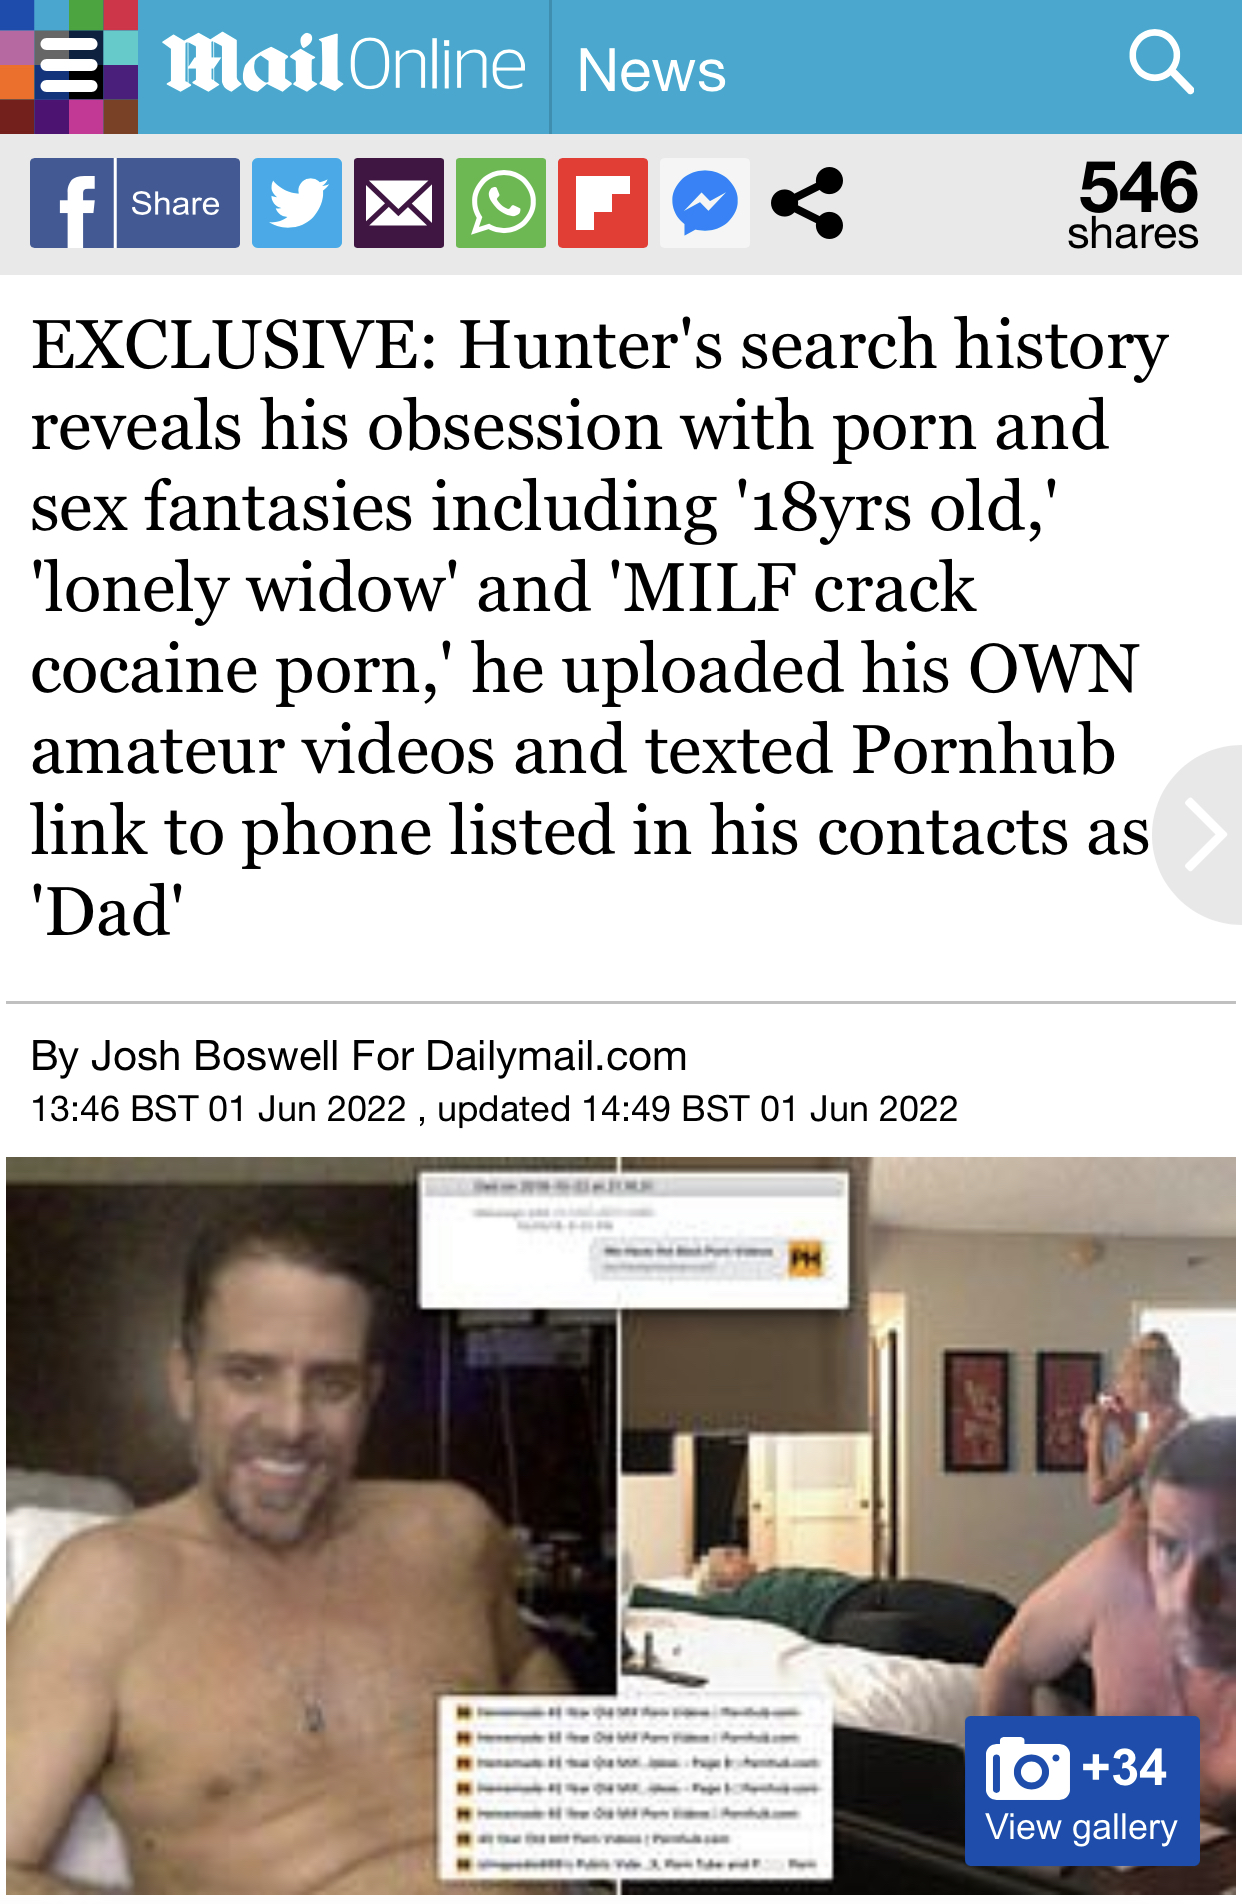 Mail Online News
Share
546
shares
EXCLUSIVE: Hunter's search history
reveals his obsession with porn and
sex fantasies including '18yrs old,'
'lonely widow' and 'MILF crack
cocaine porn,' he uploaded his OWN
amateur videos and texted Pornhub
link to phone listed in his contacts as
'Dad'
By Josh Boswell For Dailymail.com
13:46 BST 01 Jun 2022 , updated 14:49 BST 01 Jun 2022
PH
+34
View gallery